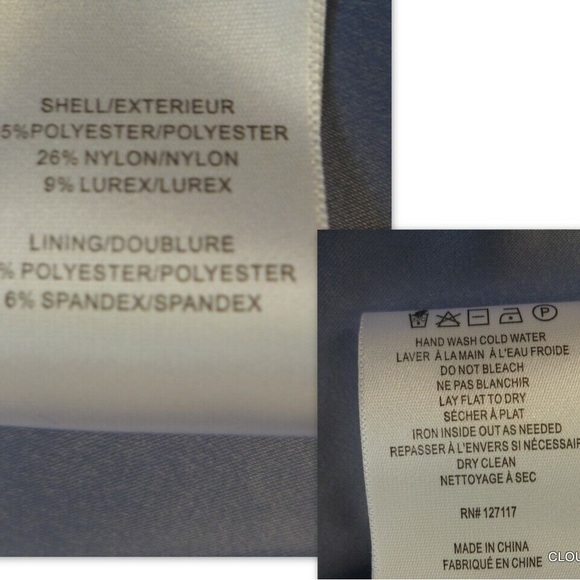 SHELL/EXTERIEUR
5%POLYESTER/POLYESTER
26% NYLON/NYLON
9% LUREX/LUREX
LINING/DOUBLURE
% POLYESTER/POLYESTER
6% SPANDEX/SPANDEX
P
HAND WASH COLD WATER
LAVER À LA MAIN À L'EAU FROIDE
DO NOT BLEACH
NE PAS BLANCHIR
LAY FLAT TO DRY
SÉCHER À PLAT
IRON INSIDE OUT AS NEEDED
REPASSER À L'ENVERS SI NÉCESSAIR
DRY CLEAN
NETTOYAGE À SEC
RN# 127117
MADE IN CHINA
FABRIQUÉ EN CHINE
CLOU